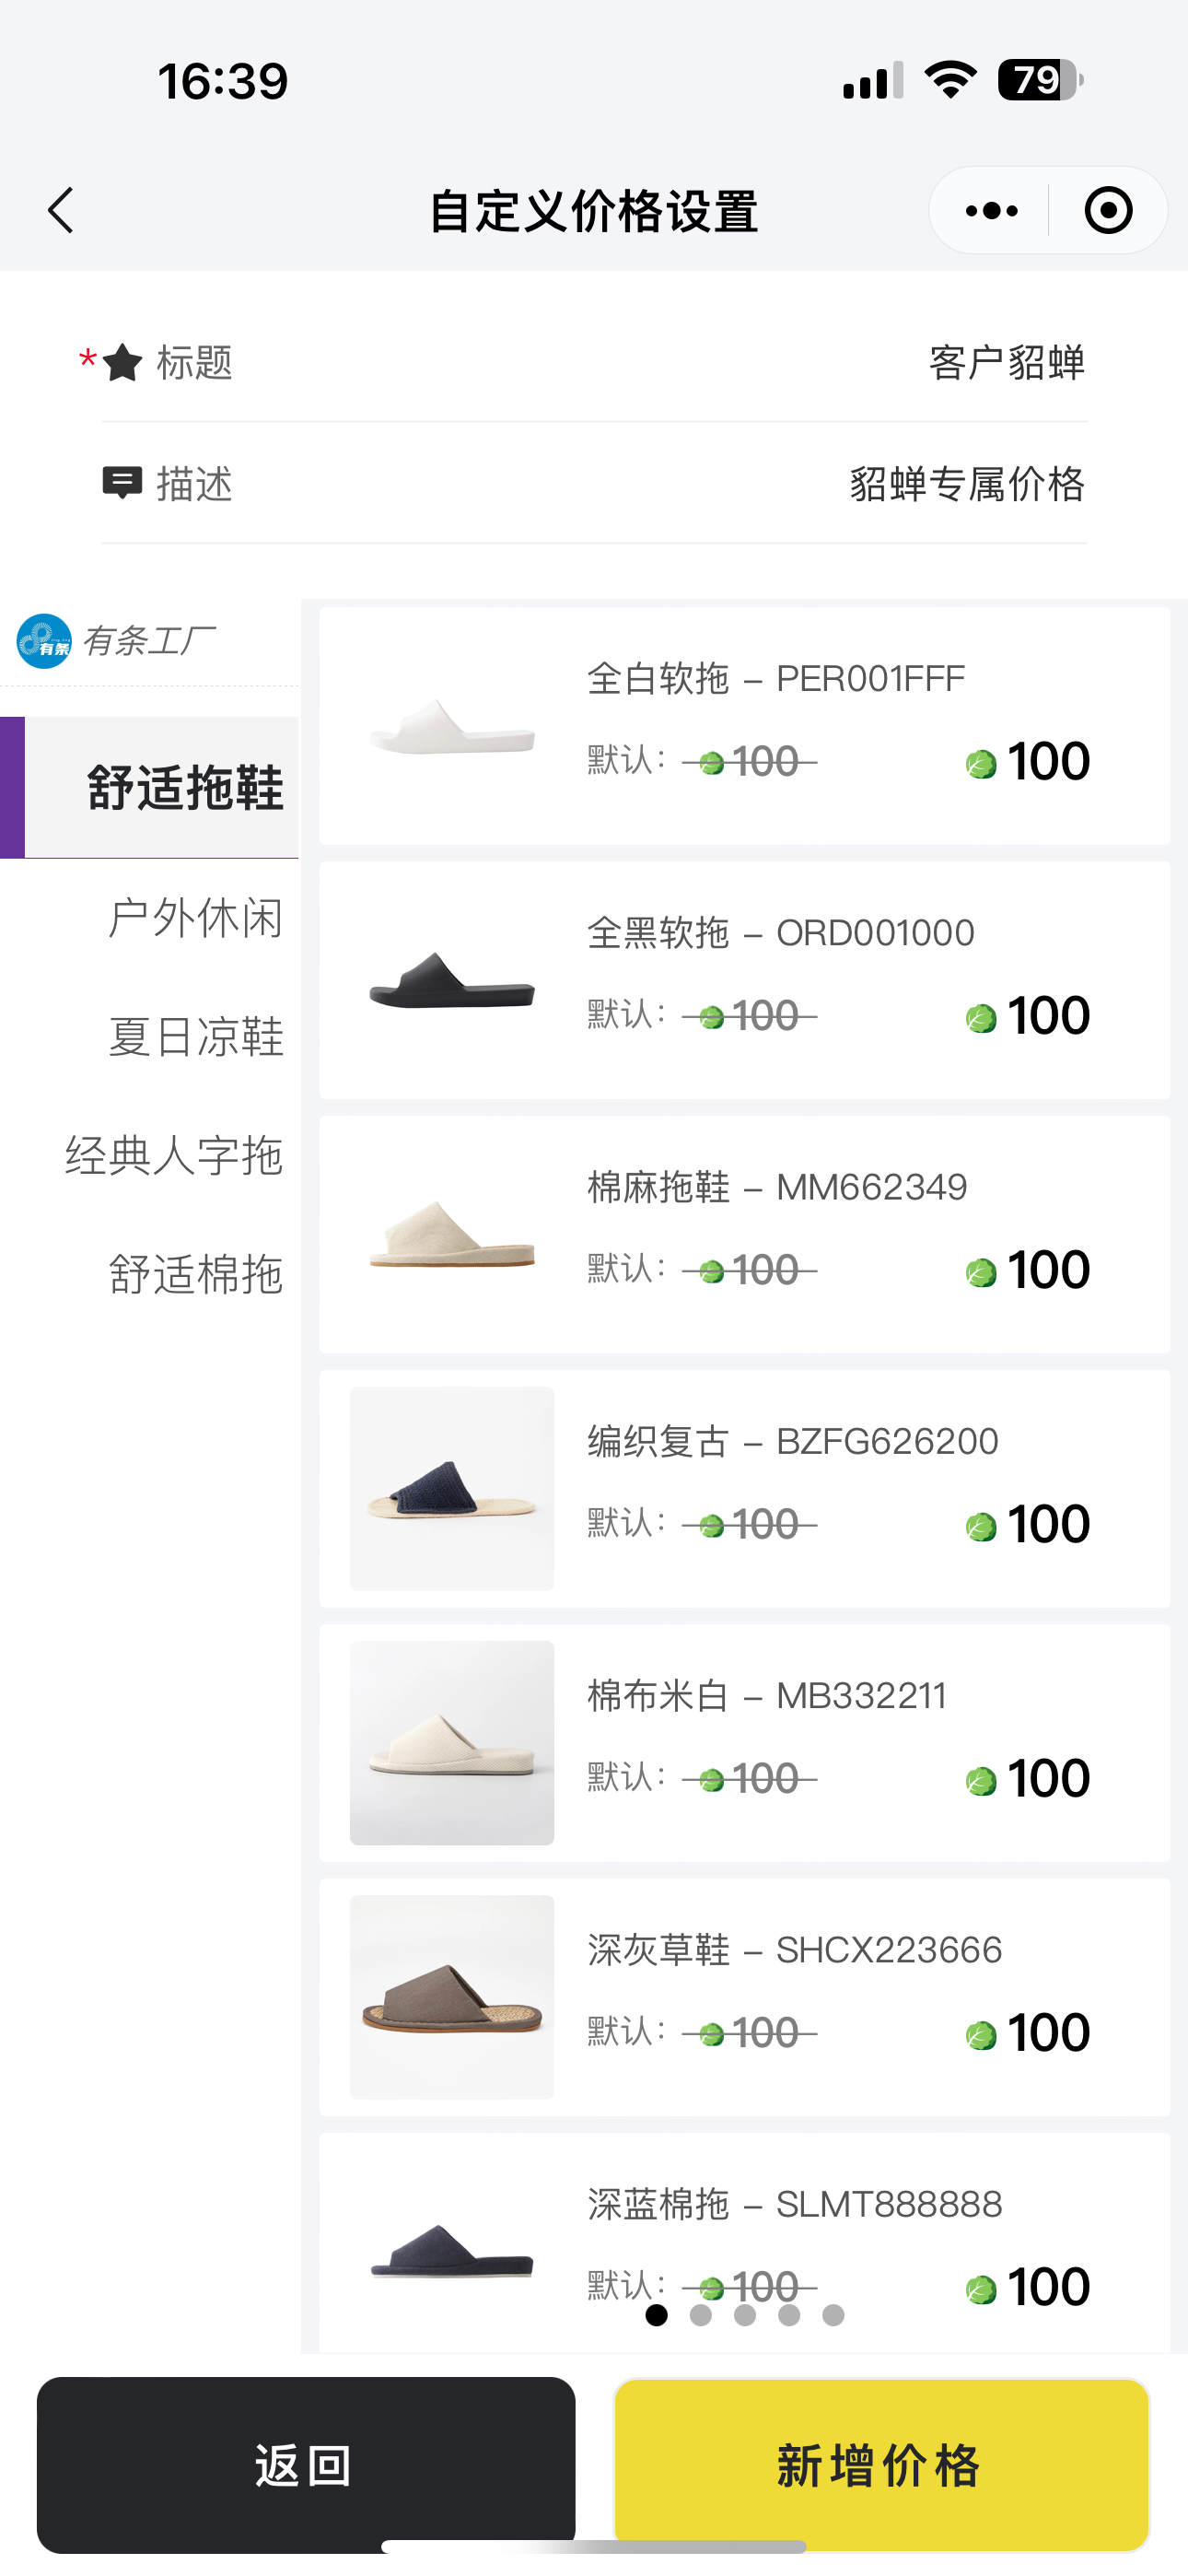 16:39
79
自定义价格设置
* 标题
客户貂蝉
描述
貂蝉专属价格
有条
有条工厂
舒适拖鞋
户外休闲
夏日凉鞋
经典人字拖
舒适棉拖
全白软拖 – PER001FFF
默认: 100 100
全黑软拖 – ORD001000
默认: 100 100
棉麻拖鞋 – MM662349
默认: 100 100
编织复古 – BZFG626200
默认: 100 100
棉布米白 – MB332211
默认: 100 100
深灰草鞋 – SHCX223666
默认: 100 100
深蓝棉拖 – SLMT888888
默认: 100 100
返回
新增价格